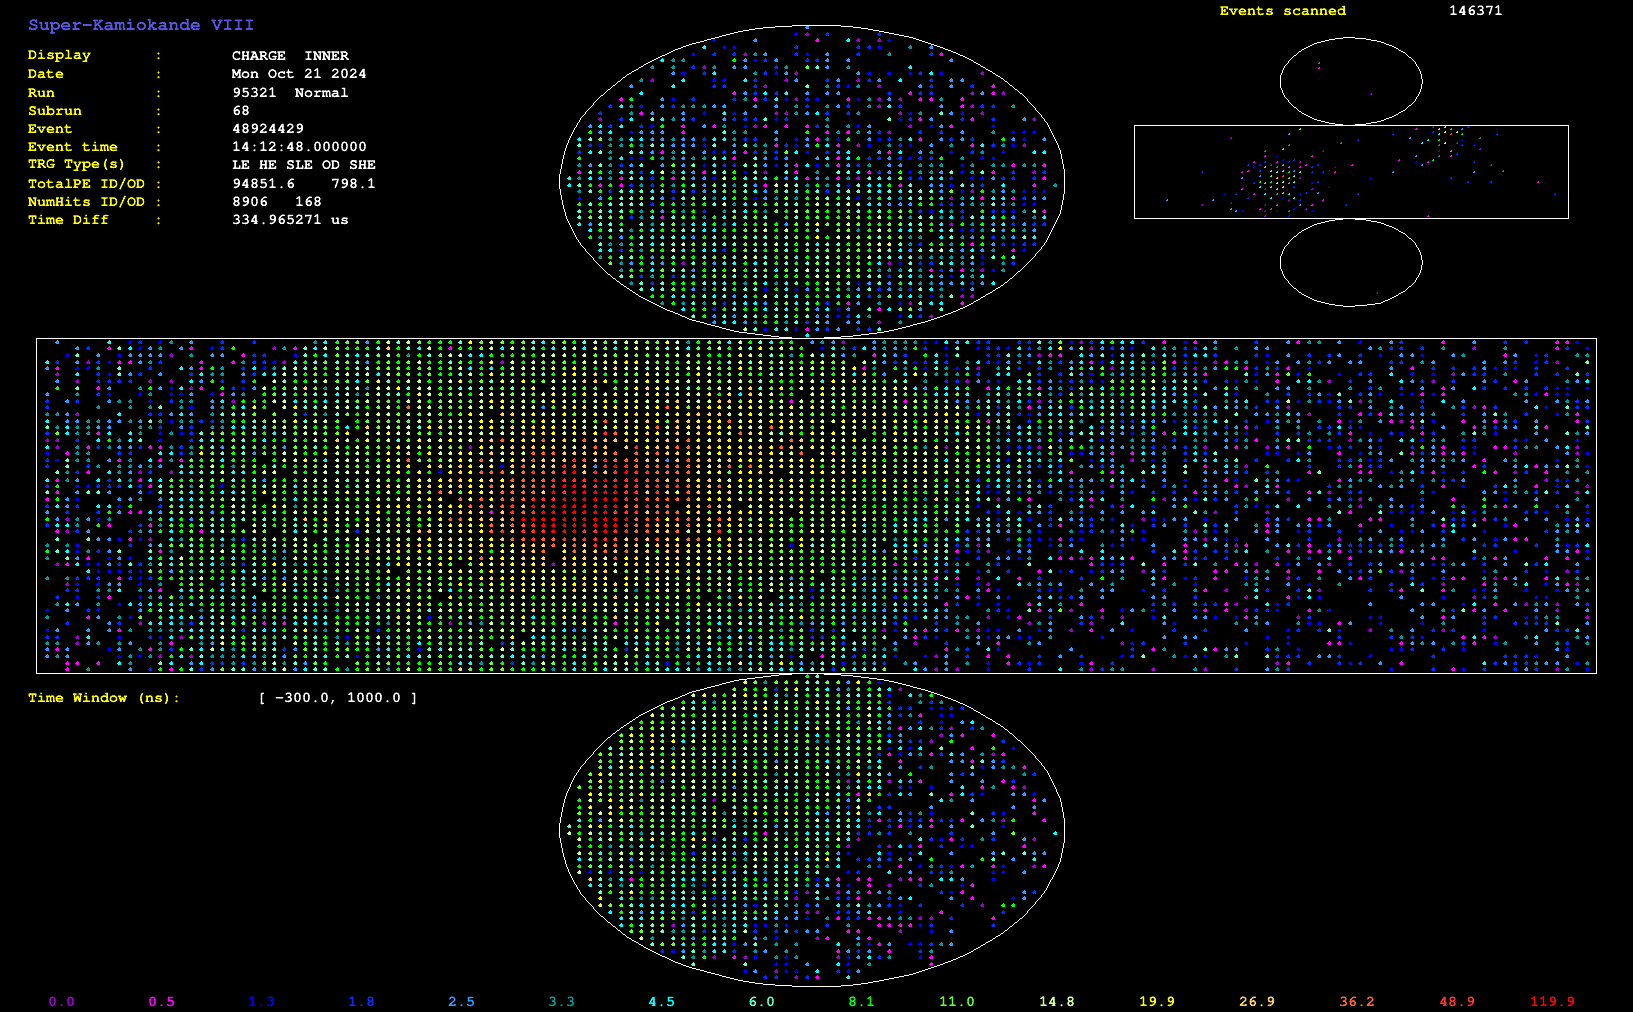 Super-Kamiokande VIII
Events scanned 146371
Display : CHARGE INNER
Date : Mon Oct 21 2024
Run : 95321 Normal
Subrun : 68
Event : 48924429
Event time : 14:12:48.000000
TRG Type(s) : LE HE SLE OD SHE
TotalPE ID/OD : 94851.6 798.1
NumHits ID/OD : 8906 168
Time Diff : 334.965271 us
Time Window (ns): [ -300.0, 1000.0 ]
0.0 0.5 1.3 1.8 2.5 3.3 4.5 6.0 8.1 11.0 14.8 19.9 26.9 36.2 48.9 119.9